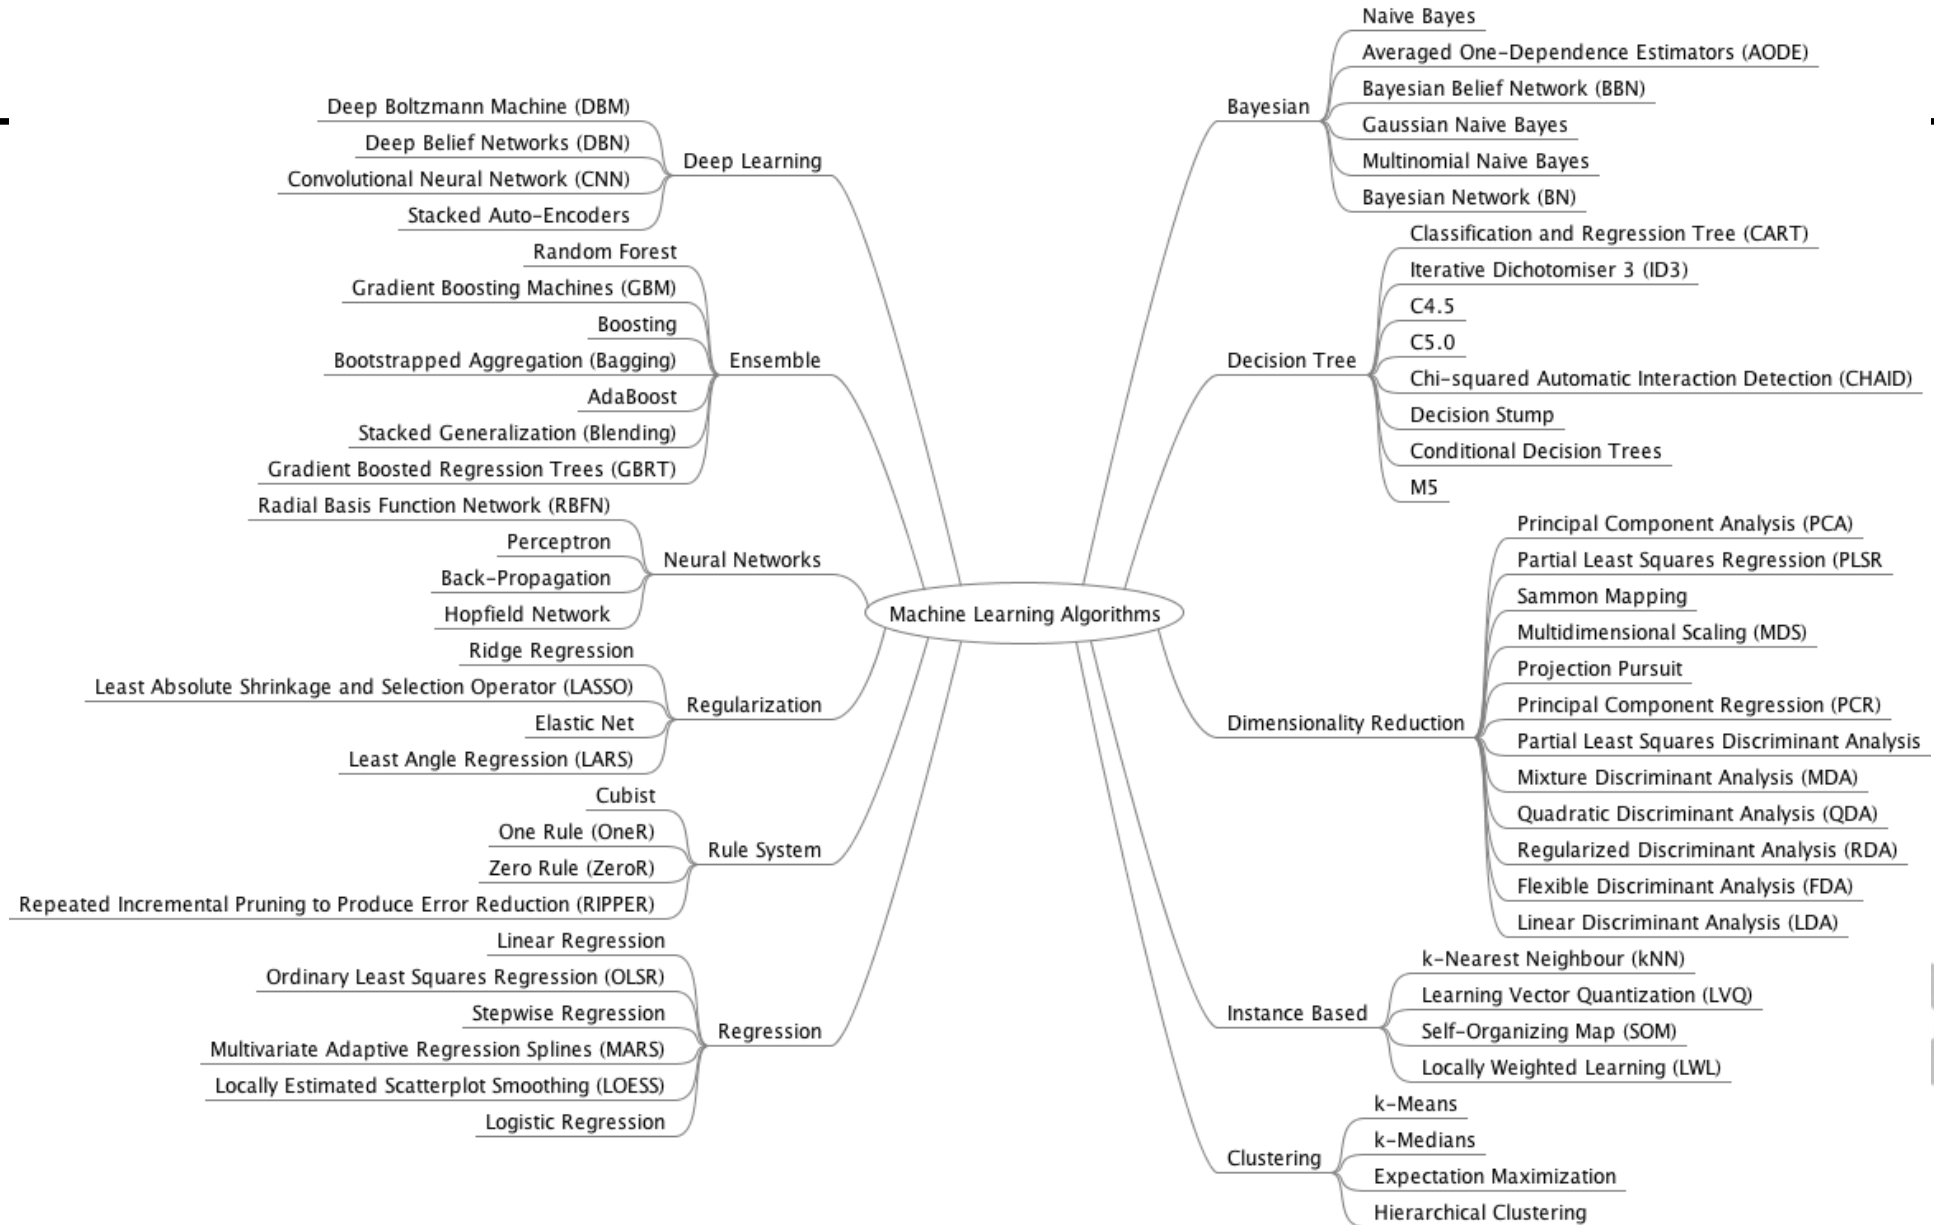 Machine Learning Algorithms
Deep Learning
Deep Boltzmann Machine (DBM)
Deep Belief Networks (DBN)
Convolutional Neural Network (CNN)
Stacked Auto-Encoders
Ensemble
Random Forest
Gradient Boosting Machines (GBM)
Boosting
Bootstrapped Aggregation (Bagging)
AdaBoost
Stacked Generalization (Blending)
Gradient Boosted Regression Trees (GBRT)
Neural Networks
Radial Basis Function Network (RBFN)
Perceptron
Back-Propagation
Hopfield Network
Regularization
Ridge Regression
Least Absolute Shrinkage and Selection Operator (LASSO)
Elastic Net
Least Angle Regression (LARS)
Rule System
Cubist
One Rule (OneR)
Zero Rule (ZeroR)
Repeated Incremental Pruning to Produce Error Reduction (RIPPER)
Regression
Linear Regression
Ordinary Least Squares Regression (OLSR)
Stepwise Regression
Multivariate Adaptive Regression Splines (MARS)
Locally Estimated Scatterplot Smoothing (LOESS)
Logistic Regression
Bayesian
Naive Bayes
Averaged One-Dependence Estimators (AODE)
Bayesian Belief Network (BBN)
Gaussian Naive Bayes
Multinomial Naive Bayes
Bayesian Network (BN)
Decision Tree
Classification and Regression Tree (CART)
Iterative Dichotomiser 3 (ID3)
C4.5
C5.0
Chi-squared Automatic Interaction Detection (CHAID)
Decision Stump
Conditional Decision Trees
M5
Dimensionality Reduction
Principal Component Analysis (PCA)
Partial Least Squares Regression (PLSR
Sammon Mapping
Multidimensional Scaling (MDS)
Projection Pursuit
Principal Component Regression (PCR)
Partial Least Squares Discriminant Analysis
Mixture Discriminant Analysis (MDA)
Quadratic Discriminant Analysis (QDA)
Regularized Discriminant Analysis (RDA)
Flexible Discriminant Analysis (FDA)
Linear Discriminant Analysis (LDA)
Instance Based
k-Nearest Neighbour (kNN)
Learning Vector Quantization (LVQ)
Self-Organizing Map (SOM)
Locally Weighted Learning (LWL)
Clustering
k-Means
k-Medians
Expectation Maximization
Hierarchical Clustering